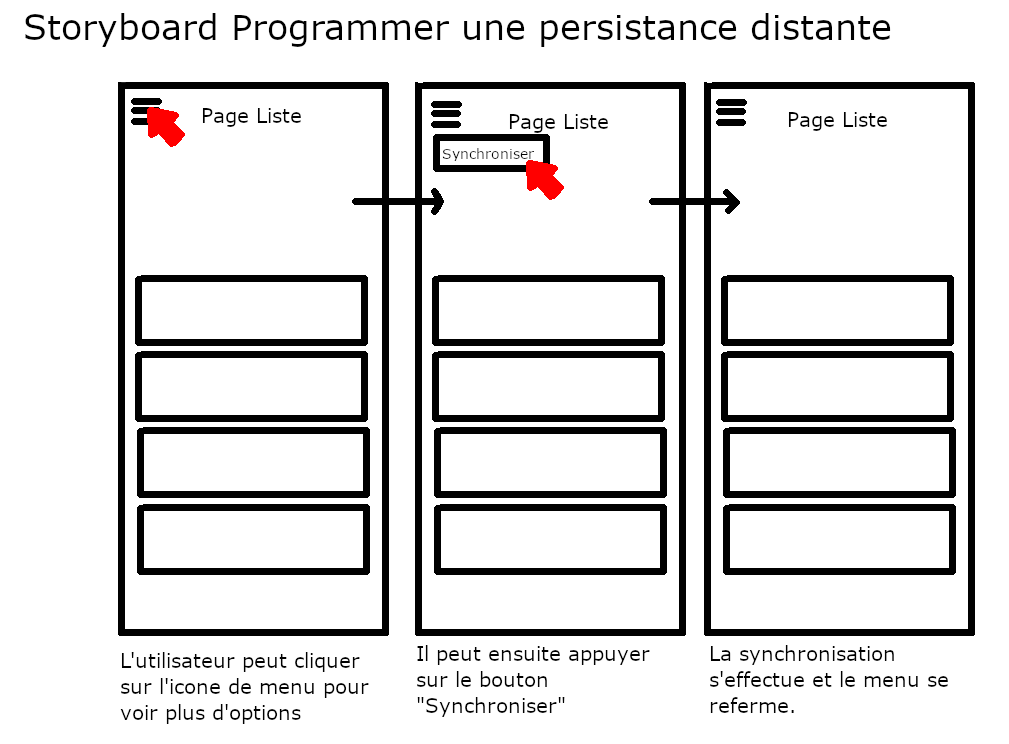 Storyboard Programmer une persistance distante
Page Liste
Page Liste
Synchroniser
Page Liste
L'utilisateur peut cliquer
sur l'icone de menu pour
voir plus d'options
Il peut ensuite appuyer
sur le bouton
"Synchroniser"
La synchronisation
s'effectue et le menu se
referme.